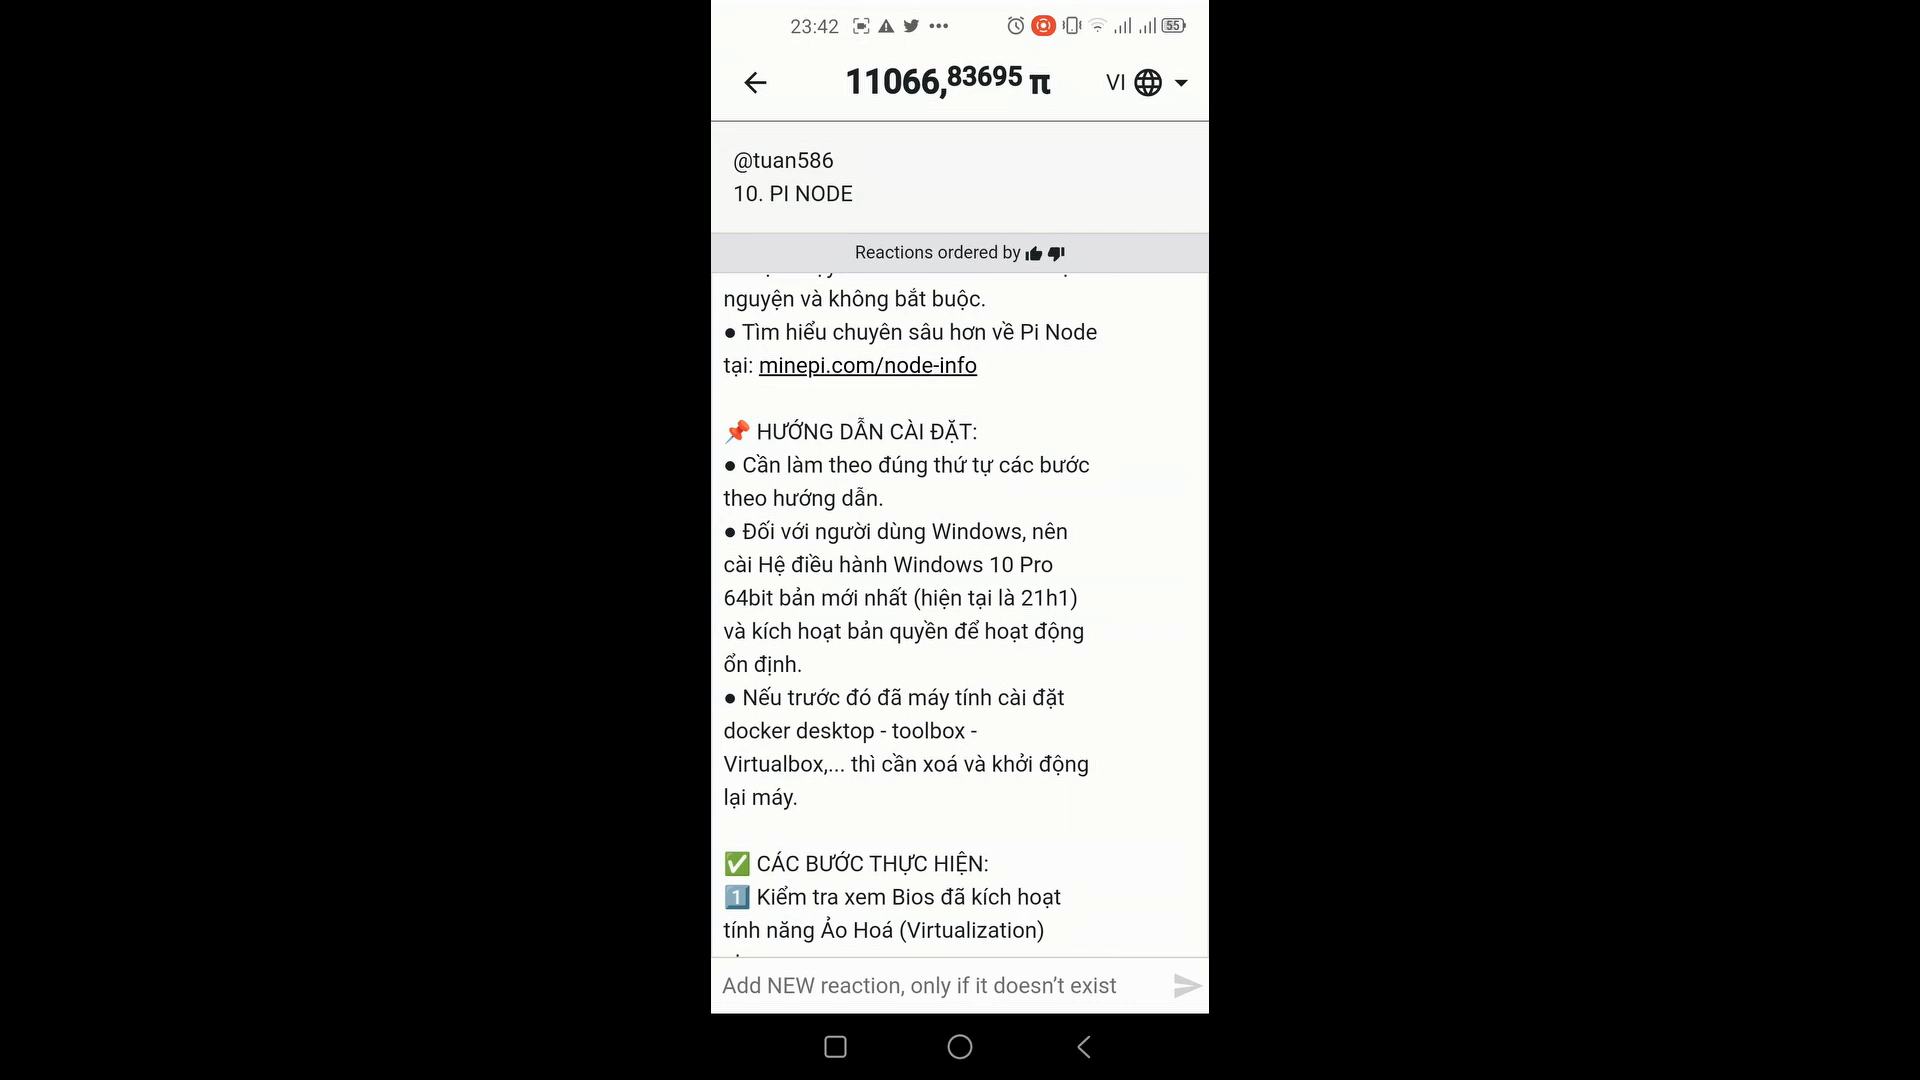 23:42 55
11066,83695 π VI
@tuan586
10. PI NODE
Reactions ordered by
nguyện và không bắt buộc.
● Tìm hiểu chuyên sâu hơn về Pi Node
tại: minepi.com/node-info
📌 HƯỚNG DẪN CÀI ĐẶT:
● Cần làm theo đúng thứ tự các bước
theo hướng dẫn.
● Đối với người dùng Windows, nên
cài Hệ điều hành Windows 10 Pro
64bit bản mới nhất (hiện tại là 21h1)
và kích hoạt bản quyền để hoạt động
ổn định.
● Nếu trước đó đã máy tính cài đặt
docker desktop - toolbox -
Virtualbox,... thì cần xoá và khởi động
lại máy.
✅ CÁC BƯỚC THỰC HIỆN:
1️⃣ Kiểm tra xem Bios đã kích hoạt
tính năng Ảo Hoá (Virtualization)
Add NEW reaction, only if it doesn’t exist